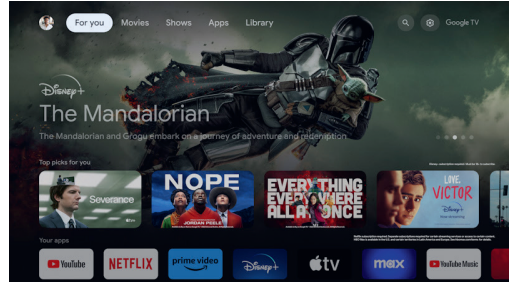 For you Movies Shows Apps Library Google TV
Disney+
The Mandalorian
The Mandalorian and Grogu embark on a journey of adventure and redemption.
Top picks for you
Severance
NOPE
JORDAN PEELE
EVERYTHING
EVERYWHERE
ALL AT ONCE
LOVE,
VICTOR
Disney+
Your apps
YouTube NETFLIX prime video Disney+ tv max YouTube Music